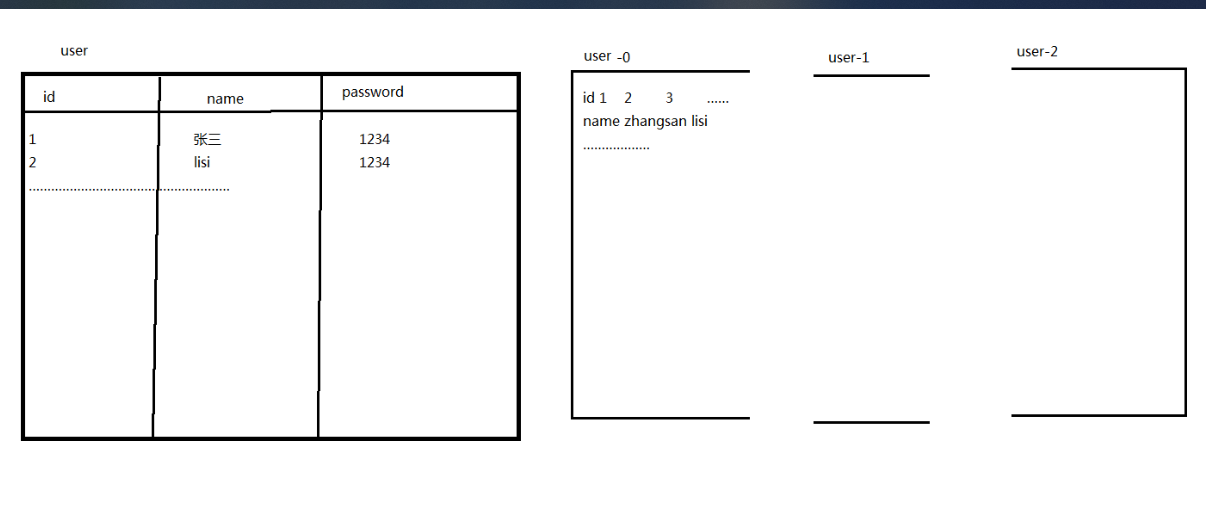 user
id name password
1 张三 1234
2 lisi 1234
......................................................
user -0
id 1 2 3 ......
name zhangsan lisi
..................
user-1
user-2